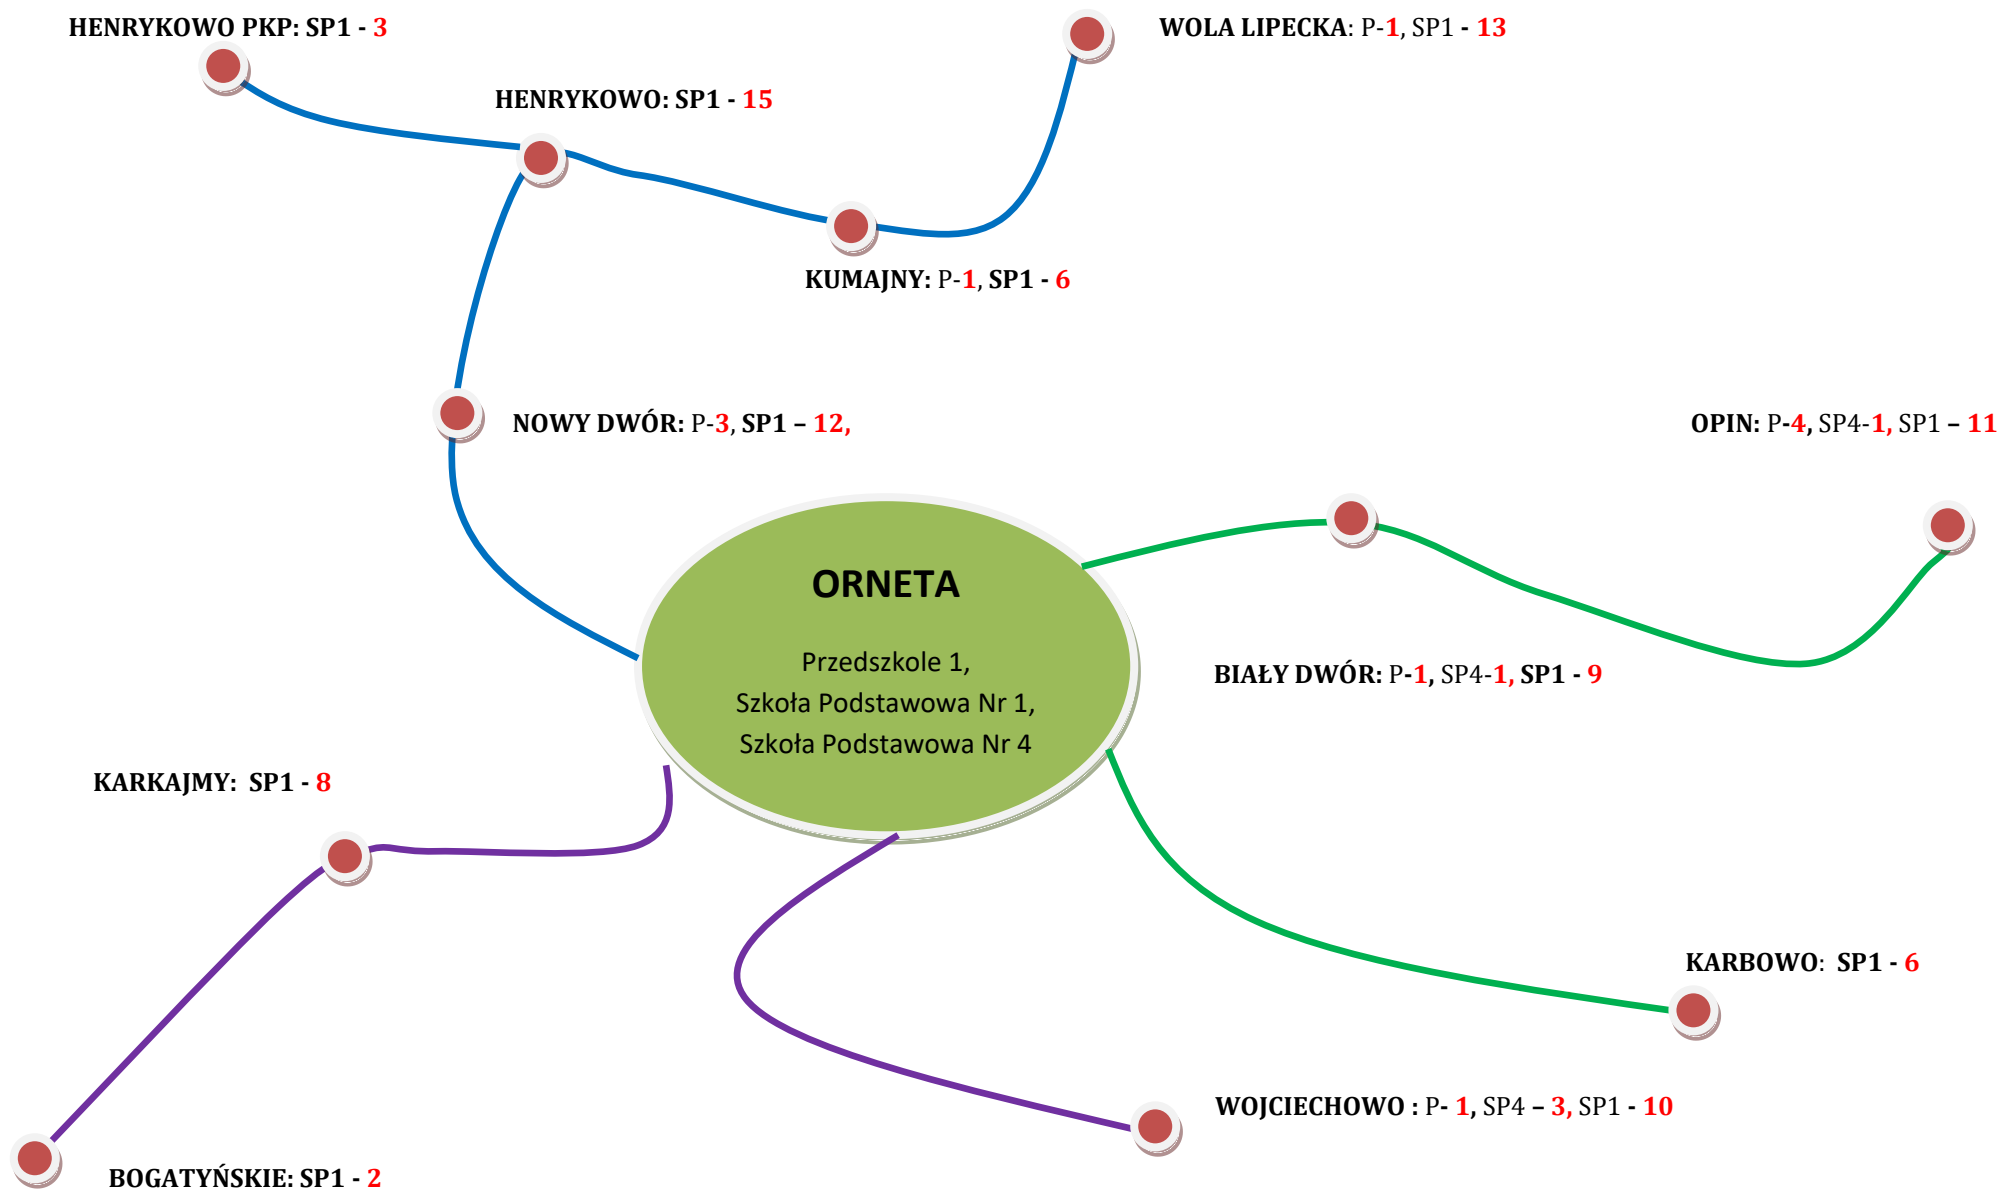 HENRYKOWO PKP: SP1 - 3
WOLA LIPECKA: P-1, SP1 - 13
HENRYKOWO: SP1 - 15
KUMAJNY: P-1, SP1 - 6
NOWY DWÓR: P-3, SP1 – 12,
OPIN: P-4, SP4-1, SP1 – 11
ORNETA
Przedszkole 1,
Szkoła Podstawowa Nr 1,
Szkoła Podstawowa Nr 4
BIAŁY DWÓR: P-1, SP4-1, SP1 - 9
KARKAJMY: SP1 - 8
KARBOWO: SP1 - 6
WOJCIECHOWO : P- 1, SP4 – 3, SP1 - 10
BOGATYŃSKIE: SP1 - 2